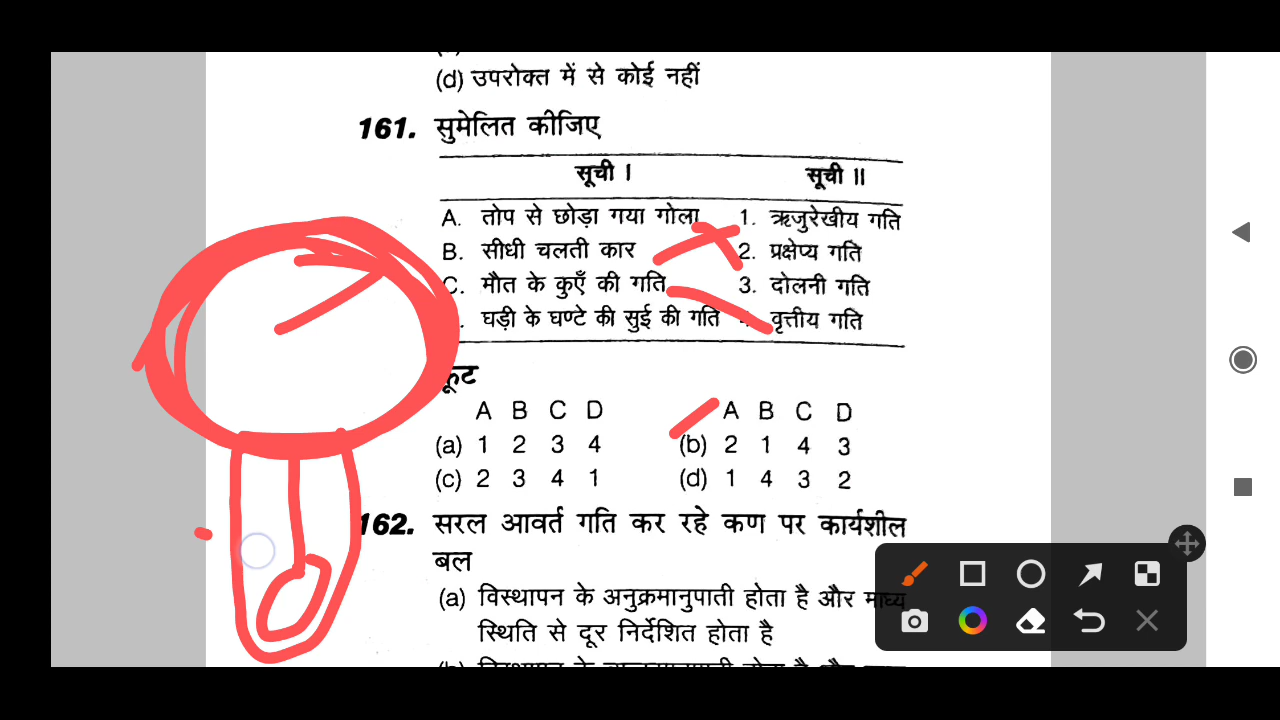 (d) उपरोक्त में से कोई नहीं
161. सुमेलित कीजिए
सूची I सूची II
A. तोप से छोड़ा गया गोला 1. ऋजुरेखीय गति
B. सीधी चलती कार 2. प्रक्षेप्य गति
C. मौत के कुएँ की गति 3. दोलनी गति
घड़ी के घण्टे की सुई की गति वृत्तीय गति
कूट
A B C D A B C D
(a) 1 2 3 4 (b) 2 1 4 3
(c) 2 3 4 1 (d) 1 4 3 2
162. सरल आवर्त गति कर रहे कण पर कार्यशील
बल
(a) विस्थापन के अनुक्रमानुपाती होता है और माध्य
स्थिति से दूर निर्देशित होता है